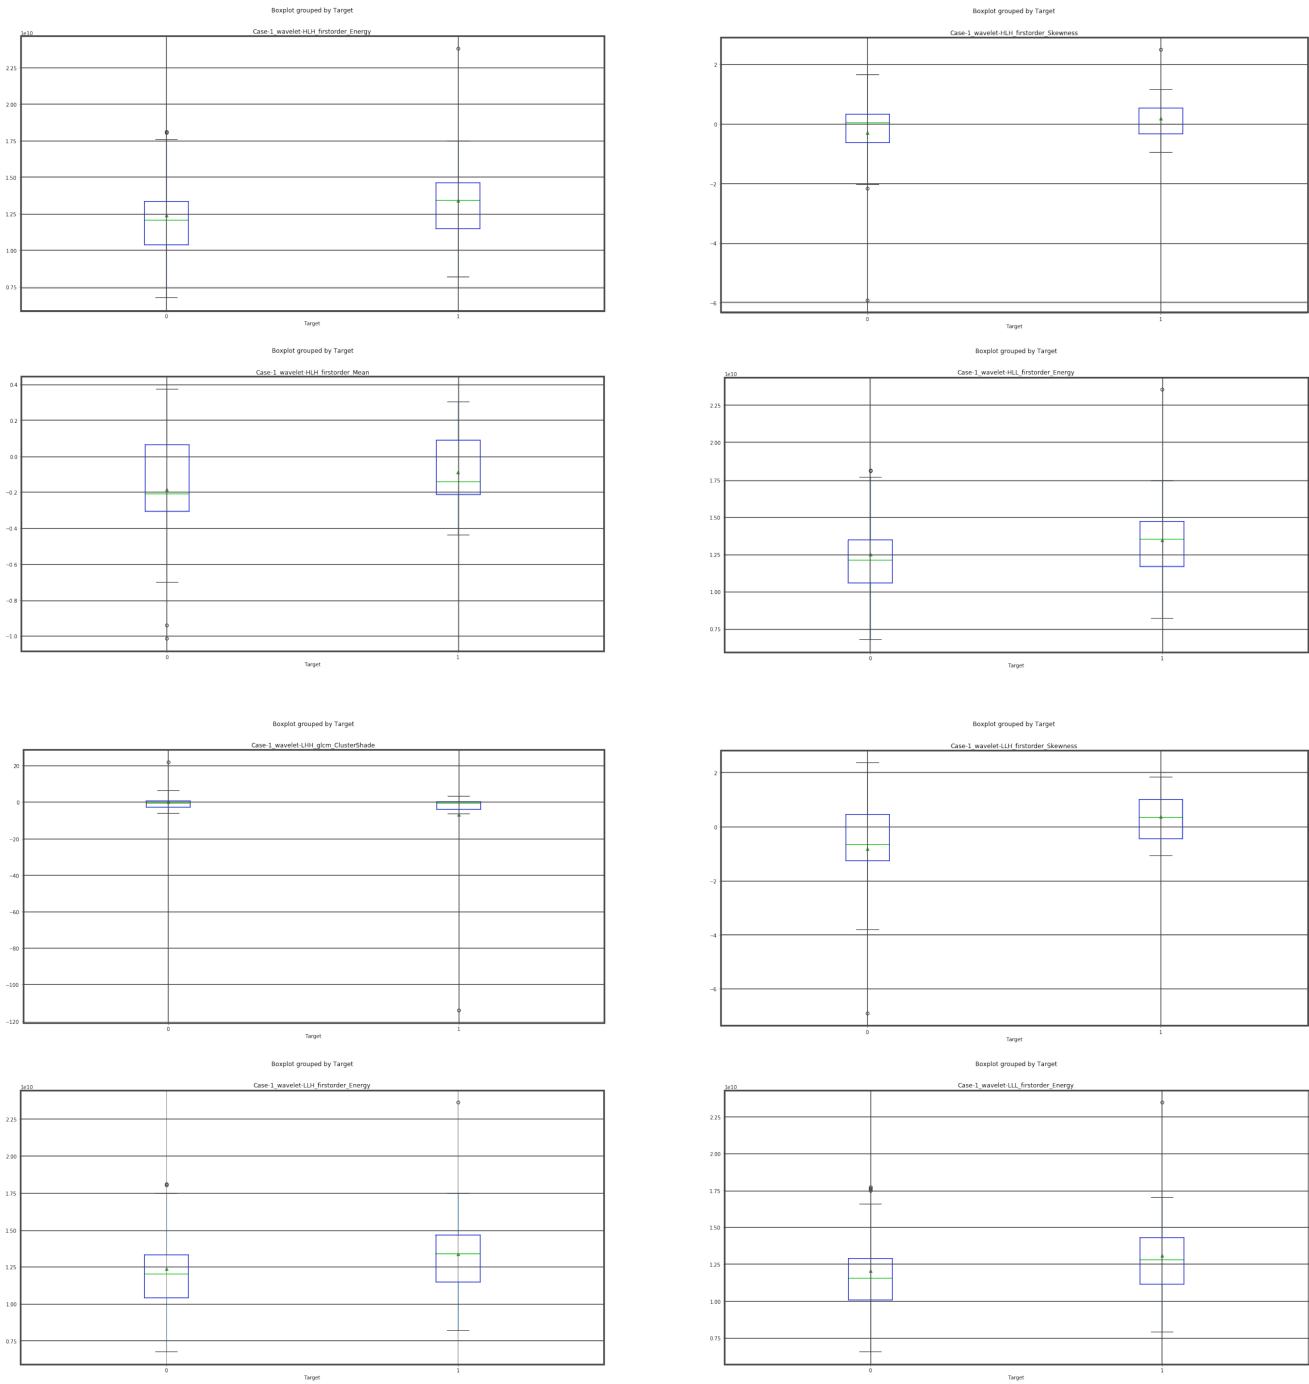 Boxplot grouped by Target
Case-1_wavelet-HLH_firstorder_Energy
1e10
2.25
2.00
1.75
1.50
1.25
1.00
0.75
0
1
Target
Boxplot grouped by Target
Case-1_wavelet-HLH_firstorder_Skewness
2
0
−2
−4
−6
0
1
Target
Boxplot grouped by Target
Case-1_wavelet-HLH_firstorder_Mean
0.4
0.2
0.0
−0.2
−0.4
−0.6
−0.8
−1.0
0
1
Target
Boxplot grouped by Target
Case-1_wavelet-HLL_firstorder_Energy
1e10
2.25
2.00
1.75
1.50
1.25
1.00
0.75
0
1
Target
Boxplot grouped by Target
Case-1_wavelet-LHH_glcm_ClusterShade
20
0
−20
−40
−60
−80
−100
−120
0
1
Target
Boxplot grouped by Target
Case-1_wavelet-LLH_firstorder_Skewness
2
0
−2
−4
−6
0
1
Target
Boxplot grouped by Target
Case-1_wavelet-LLH_firstorder_Energy
1e10
2.25
2.00
1.75
1.50
1.25
1.00
0.75
0
1
Target
Boxplot grouped by Target
Case-1_wavelet-LLL_firstorder_Energy
1e10
2.25
2.00
1.75
1.50
1.25
1.00
0.75
0
1
Target